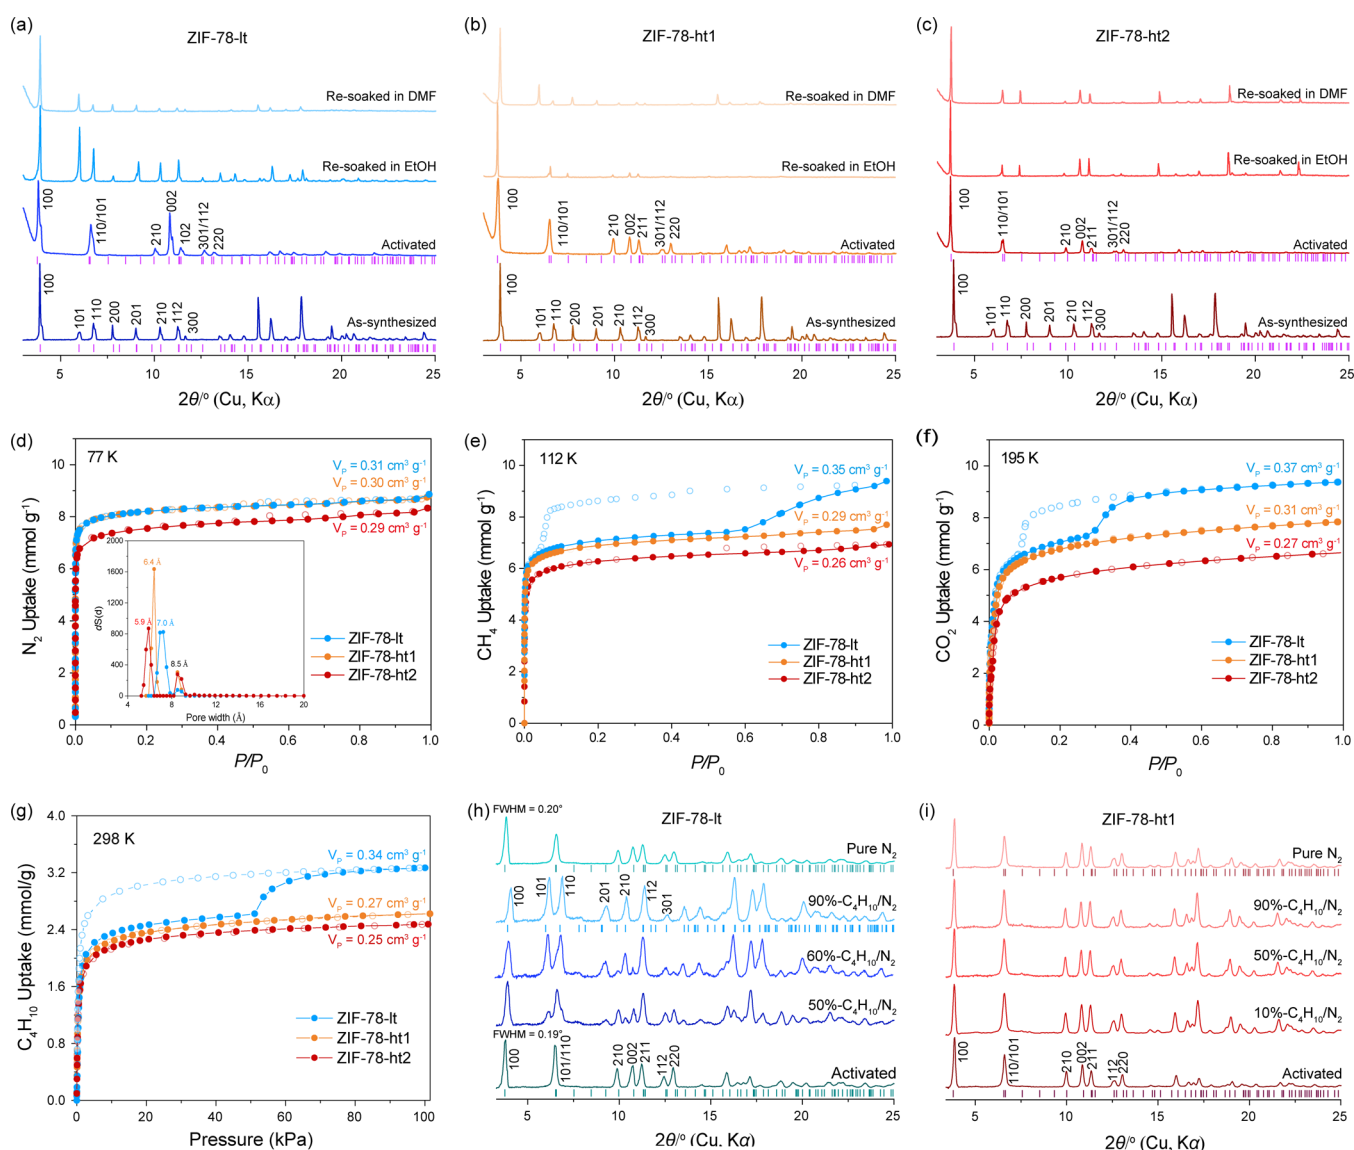 (a)
ZIF-78-lt
Re-soaked in DMF
Re-soaked in EtOH
Activated
As-synthesized
100
110/101
210
002
102
301/112
220
100
101
110
200
201
210
112
300
5
10
15
20
25
2θ/° (Cu, Kα)
(b)
ZIF-78-ht1
Re-soaked in DMF
Re-soaked in EtOH
Activated
As-synthesized
100
110/101
210
002
211
301/112
220
100
101
110
200
201
210
112
300
5
10
15
20
25
2θ/° (Cu, Kα)
(c)
ZIF-78-ht2
Re-soaked in DMF
Re-soaked in EtOH
Activated
As-synthesized
100
110/101
210
002
211
301/112
220
100
101
110
200
201
210
112
300
5
10
15
20
25
2θ/° (Cu, Kα)
(d)
77 K
V_P = 0.31 cm³ g⁻¹
V_P = 0.30 cm³ g⁻¹
V_P = 0.29 cm³ g⁻¹
N₂ Uptake (mmol g⁻¹)
10
8
6
4
2
0
2000
1600
1200
800
400
0
dS(d)
6.4 Å
5.9 Å
7.0 Å
8.5 Å
4
8
12
16
20
Pore width (Å)
ZIF-78-lt
ZIF-78-ht1
ZIF-78-ht2
0.0
0.2
0.4
0.6
0.8
1.0
P/P₀
(e)
112 K
V_P = 0.35 cm³ g⁻¹
V_P = 0.29 cm³ g⁻¹
V_P = 0.26 cm³ g⁻¹
CH₄ Uptake (mmol g⁻¹)
10
8
6
4
2
0
ZIF-78-lt
ZIF-78-ht1
ZIF-78-ht2
0.0
0.2
0.4
0.6
0.8
1.0
P/P₀
(f)
195 K
V_P = 0.37 cm³ g⁻¹
V_P = 0.31 cm³ g⁻¹
V_P = 0.27 cm³ g⁻¹
CO₂ Uptake (mmol g⁻¹)
10
8
6
4
2
0
ZIF-78-lt
ZIF-78-ht1
ZIF-78-ht2
0.0
0.2
0.4
0.6
0.8
1.0
P/P₀
(g)
298 K
V_P = 0.34 cm³ g⁻¹
V_P = 0.27 cm³ g⁻¹
V_P = 0.25 cm³ g⁻¹
C₄H₁₀ Uptake (mmol/g)
4.0
3.2
2.4
1.6
0.8
0.0
ZIF-78-lt
ZIF-78-ht1
ZIF-78-ht2
0
20
40
60
80
100
Pressure (kPa)
(h)
FWHM = 0.20°
ZIF-78-lt
Pure N₂
90%-C₄H₁₀/N₂
60%-C₄H₁₀/N₂
50%-C₄H₁₀/N₂
FWHM = 0.19°
Activated
100
101
110
201
210
112
301
100
101/110
210
002
211
112
220
5
10
15
20
25
2θ/° (Cu, Kα)
(i)
ZIF-78-ht1
Pure N₂
90%-C₄H₁₀/N₂
50%-C₄H₁₀/N₂
10%-C₄H₁₀/N₂
Activated
100
110/101
210
002
211
112
220
5
10
15
20
25
2θ/° (Cu, Kα)